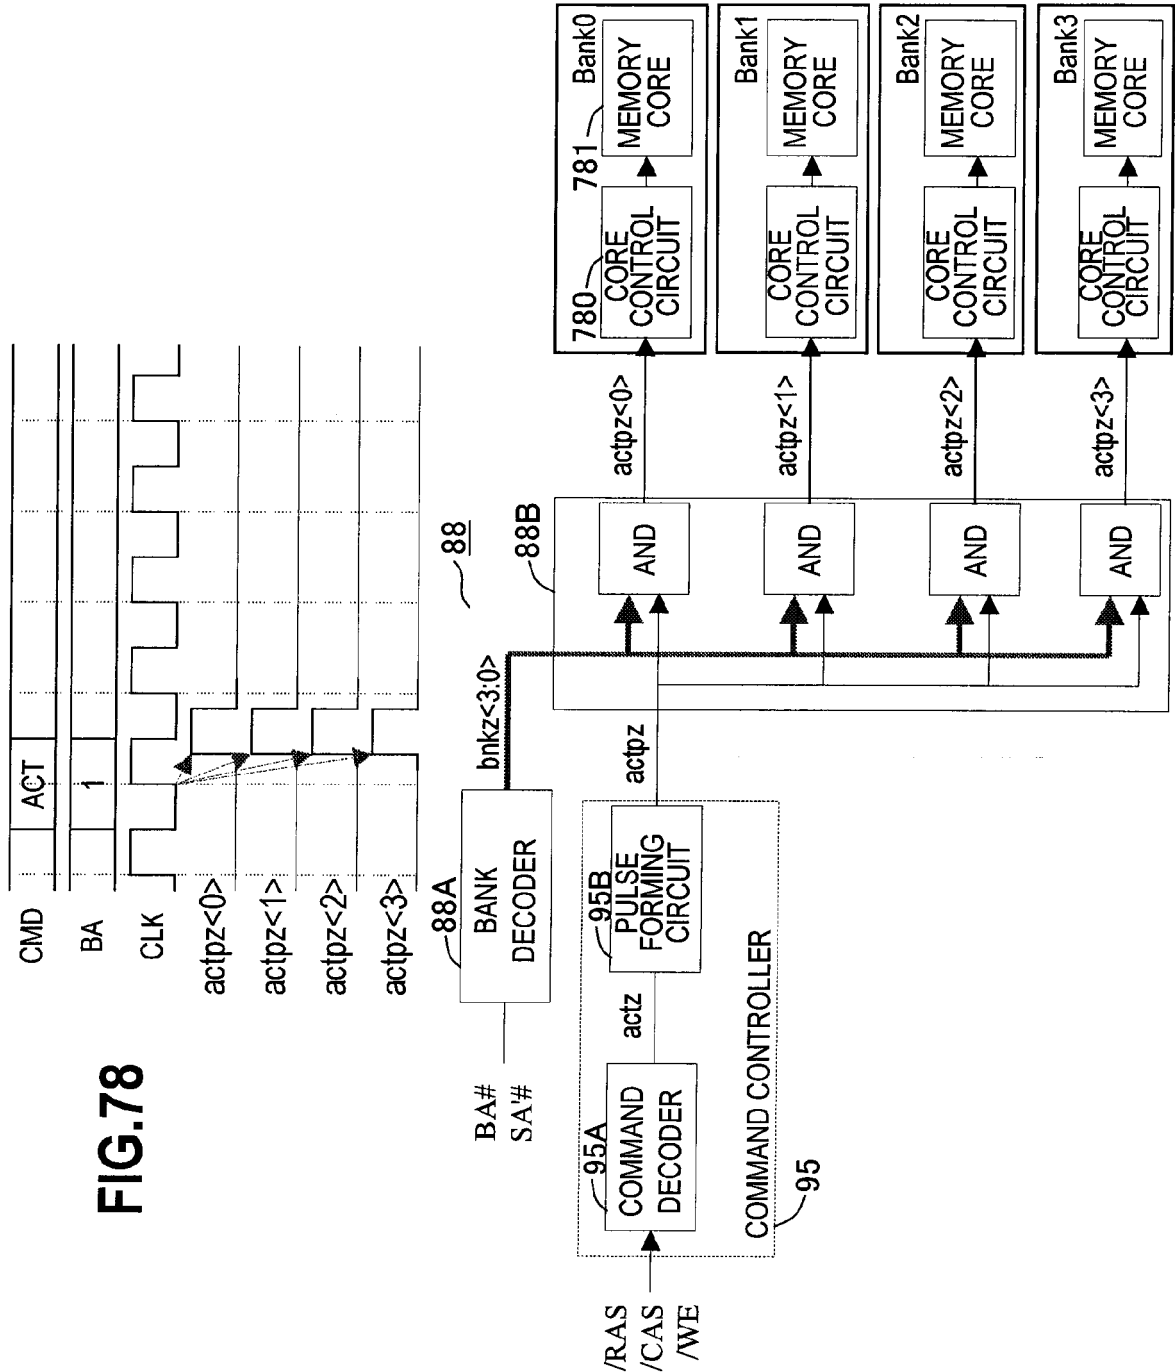 FIG.78
CMD
ACT
BA
1
CLK
actpz<0>
actpz<1>
actpz<2>
actpz<3>
88
BA#
SA'#
88A
BANK
DECODER
bnkz<3:0>
/RAS
/CAS
/WE
95A
COMMAND
DECODER
actz
95B
PULSE
FORMING
CIRCUIT
actpz
COMMAND CONTROLLER
95
88B
AND
AND
AND
AND
actpz<0>
actpz<1>
actpz<2>
actpz<3>
780
CORE
CONTROL
CIRCUIT
781
MEMORY
CORE
Bank0
CORE
CONTROL
CIRCUIT
MEMORY
CORE
Bank1
CORE
CONTROL
CIRCUIT
MEMORY
CORE
Bank2
CORE
CONTROL
CIRCUIT
MEMORY
CORE
Bank3